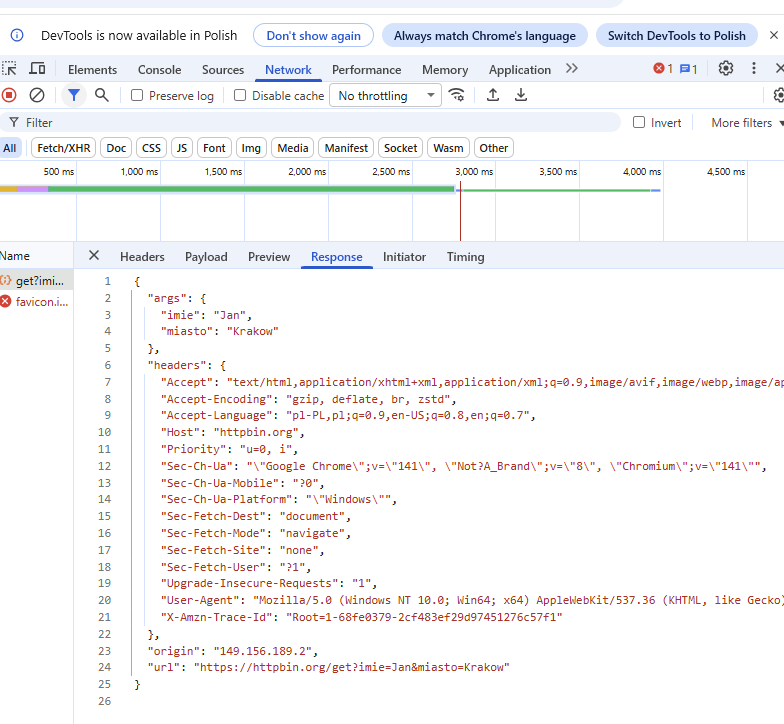 DevTools is now available in Polish Don't show again Always match Chrome's language Switch DevTools to Polish
Elements Console Sources Network Performance Memory Application 1 1
Preserve log Disable cache No throttling
Filter Invert More filters
All Fetch/XHR Doc CSS JS Font Img Media Manifest Socket Wasm Other
500 ms 1,000 ms 1,500 ms 2,000 ms 2,500 ms 3,000 ms 3,500 ms 4,000 ms 4,500 ms
Name Headers Payload Preview Response Initiator Timing
get?imi...
favicon.i...
1 {
2 "args": {
3 "imie": "Jan",
4 "miasto": "Krakow"
5 },
6 "headers": {
7 "Accept": "text/html,application/xhtml+xml,application/xml;q=0.9,image/avif,image/webp,image/ap
8 "Accept-Encoding": "gzip, deflate, br, zstd",
9 "Accept-Language": "pl-PL,pl;q=0.9,en-US;q=0.8,en;q=0.7",
10 "Host": "httpbin.org",
11 "Priority": "u=0, i",
12 "Sec-Ch-Ua": "\"Google Chrome\";v=\"141\", \"Not?A_Brand\";v=\"8\", \"Chromium\";v=\"141\"",
13 "Sec-Ch-Ua-Mobile": "?0",
14 "Sec-Ch-Ua-Platform": "\"Windows\"",
15 "Sec-Fetch-Dest": "document",
16 "Sec-Fetch-Mode": "navigate",
17 "Sec-Fetch-Site": "none",
18 "Sec-Fetch-User": "?1",
19 "Upgrade-Insecure-Requests": "1",
20 "User-Agent": "Mozilla/5.0 (Windows NT 10.0; Win64; x64) AppleWebKit/537.36 (KHTML, like Gecko)
21 "X-Amzn-Trace-Id": "Root=1-68fe0379-2cf483ef29d97451276c57f1"
22 },
23 "origin": "149.156.189.2",
24 "url": "https://httpbin.org/get?imie=Jan&miasto=Krakow"
25 }
26